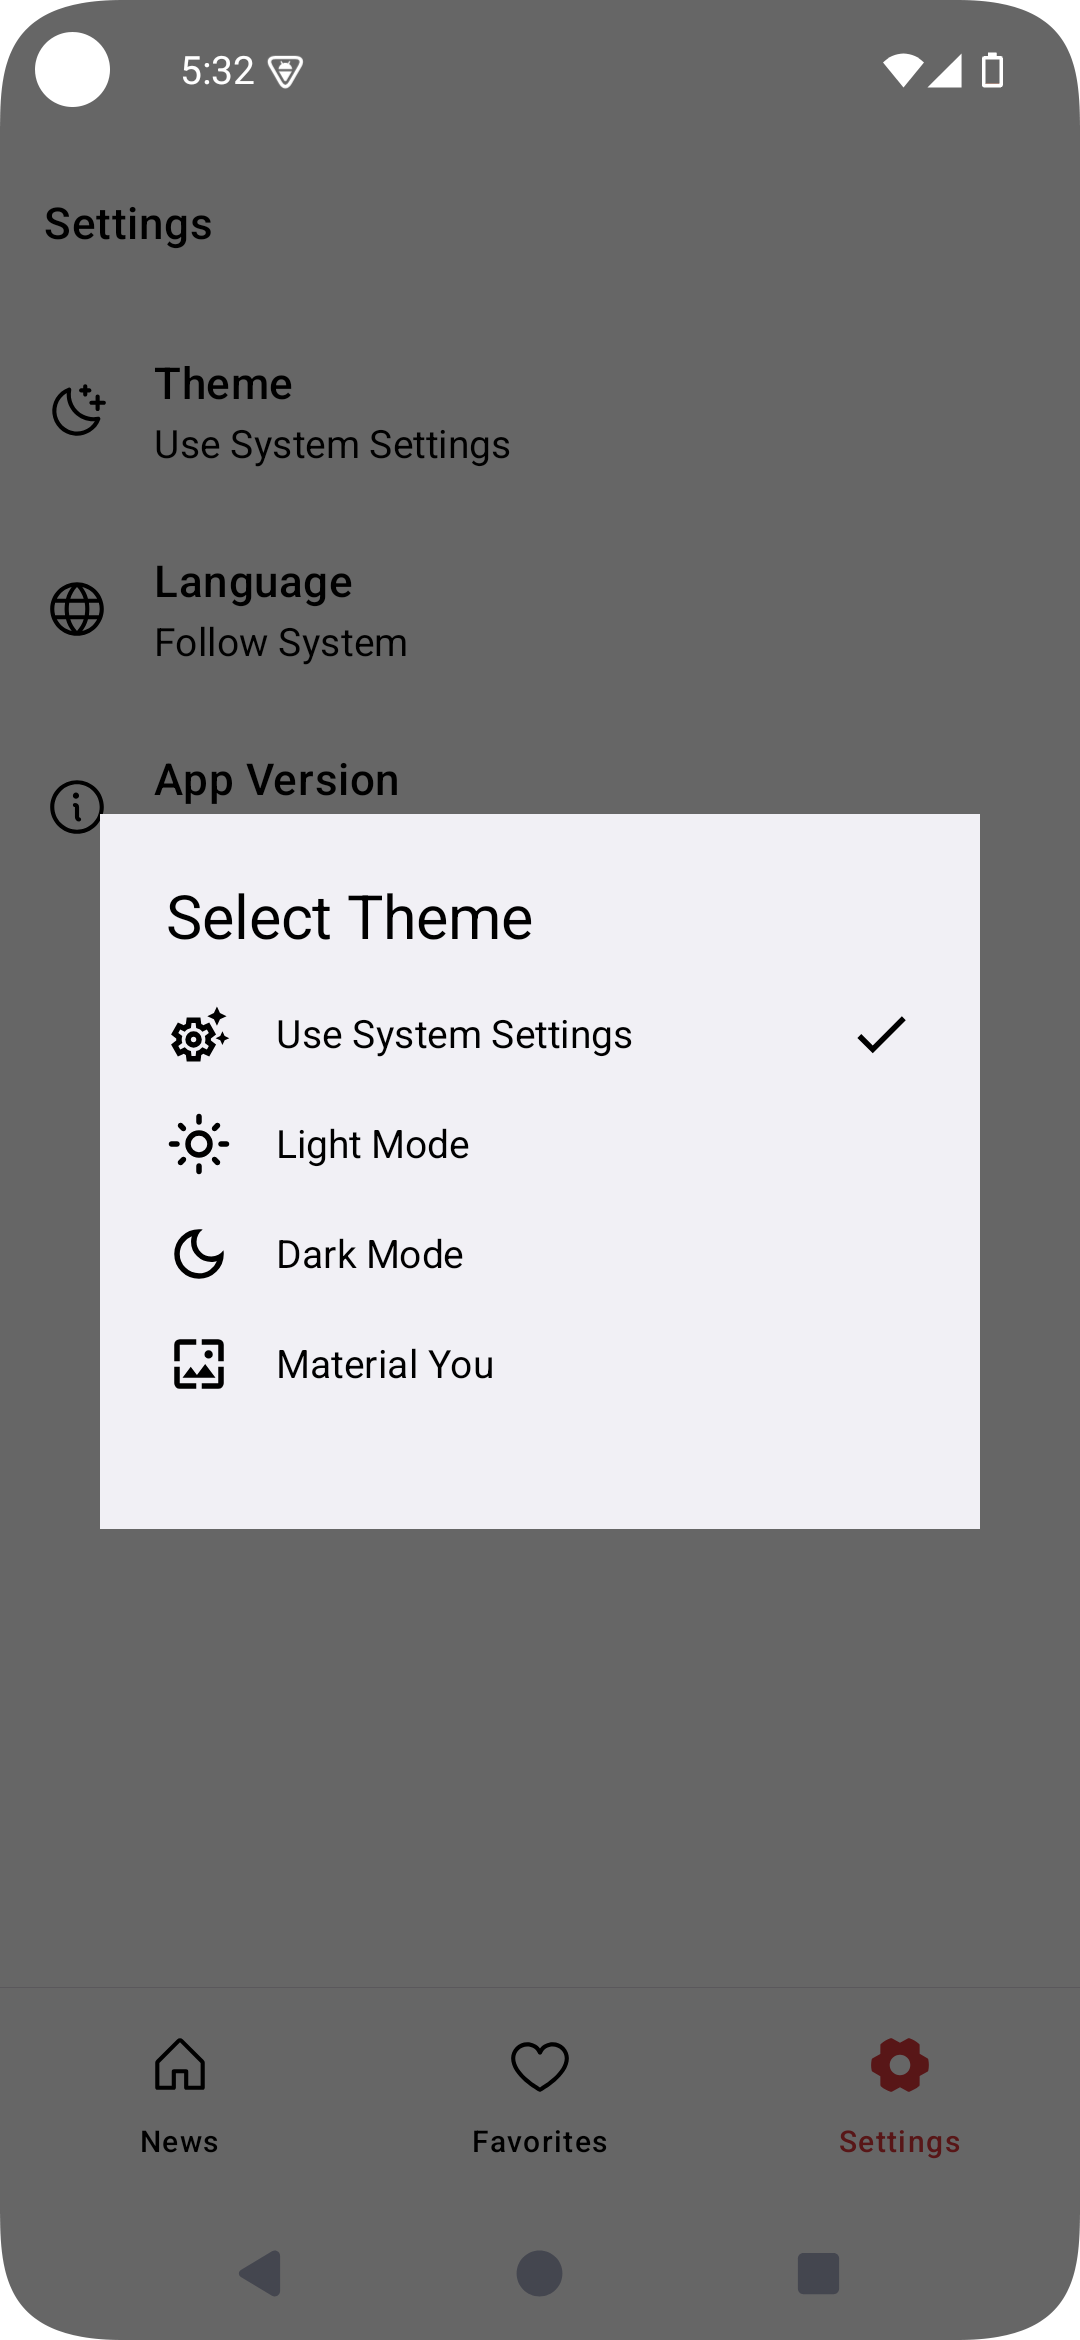 5:32
Settings
Theme
Use System Settings
Language
Follow System
App Version
Select Theme
Use System Settings
Light Mode
Dark Mode
Material You
News
Favorites
Settings